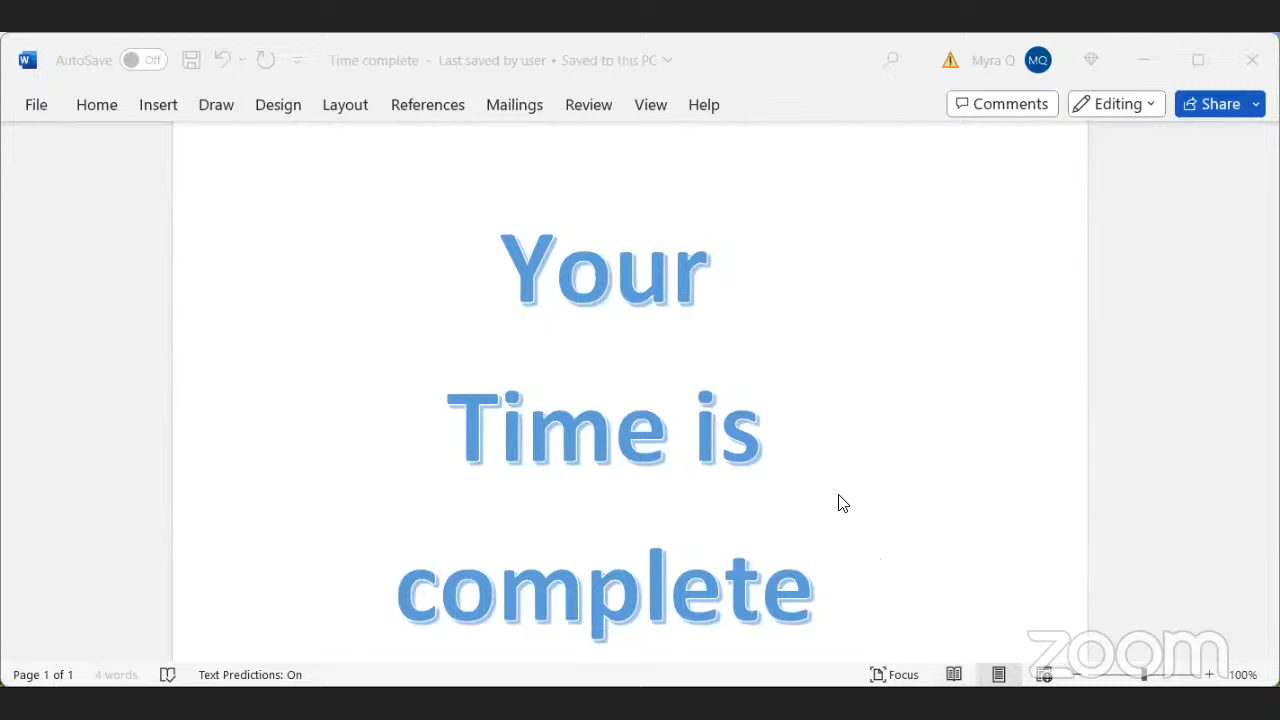 W AutoSave Off Time complete - Last saved by user • Saved to this PC Myra Q MQ
File Home Insert Draw Design Layout References Mailings Review View Help Comments Editing Share
Your
Time is
complete
Page 1 of 1 4 words Text Predictions: On Focus 100%
zoom